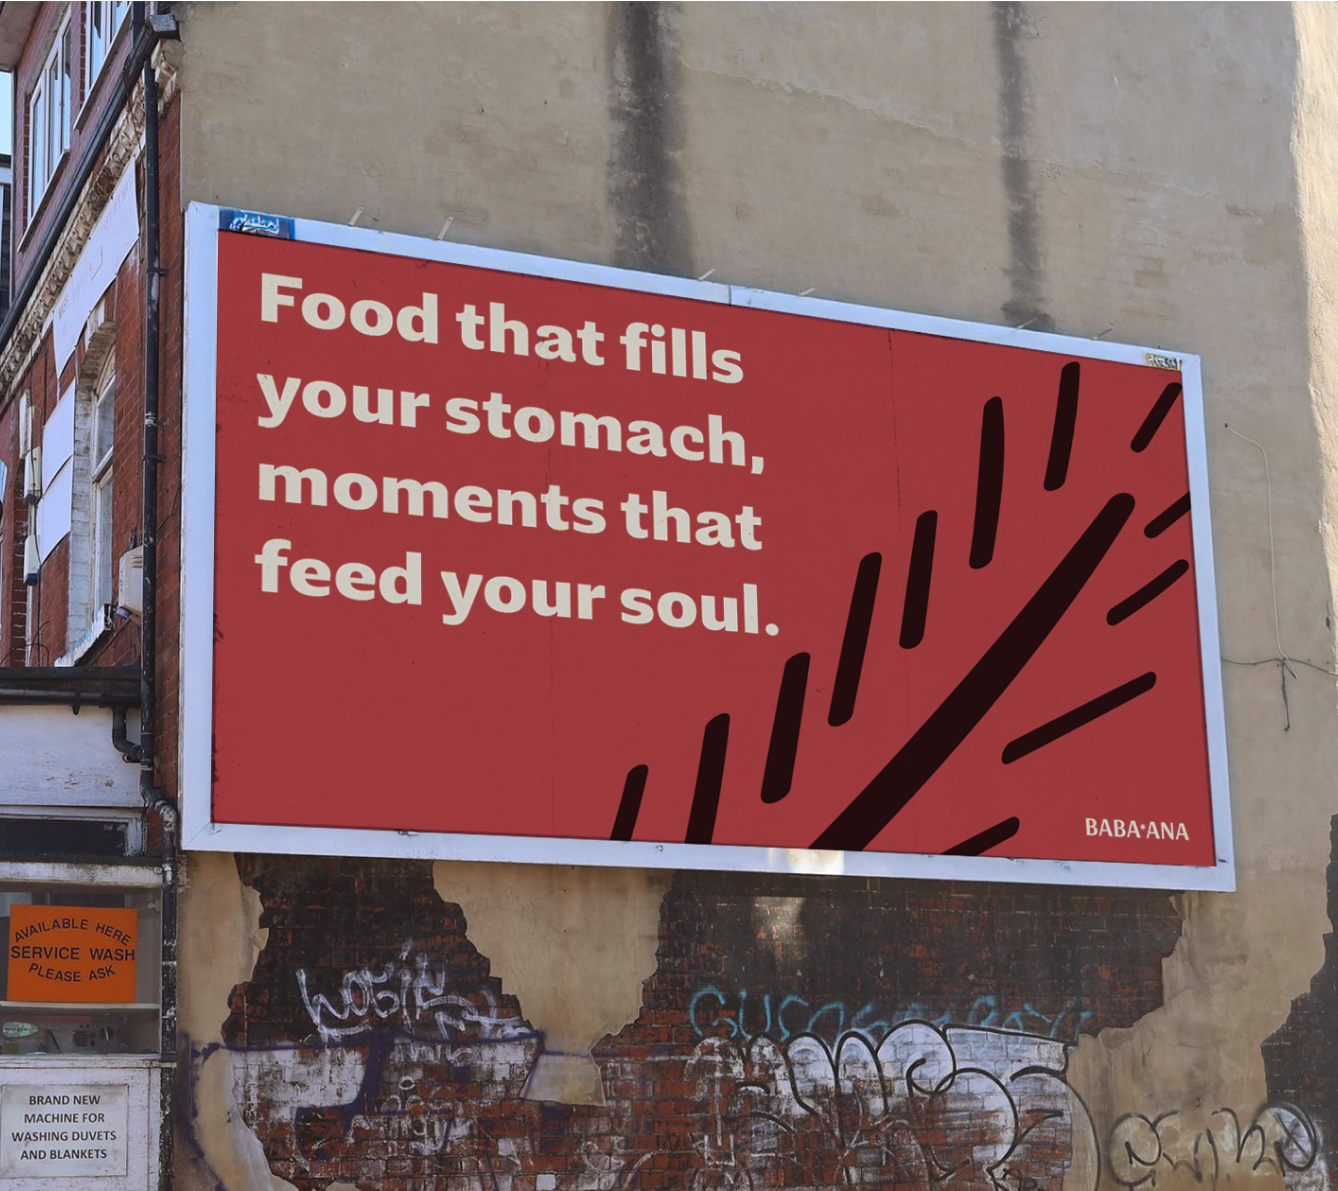 Food that fills
your stomach,
moments that
feed your soul.
BABA•ANA
AVAILABLE HERE
SERVICE WASH
PLEASE ASK
BRAND NEW
MACHINE FOR
WASHING DUVETS
AND BLANKETS